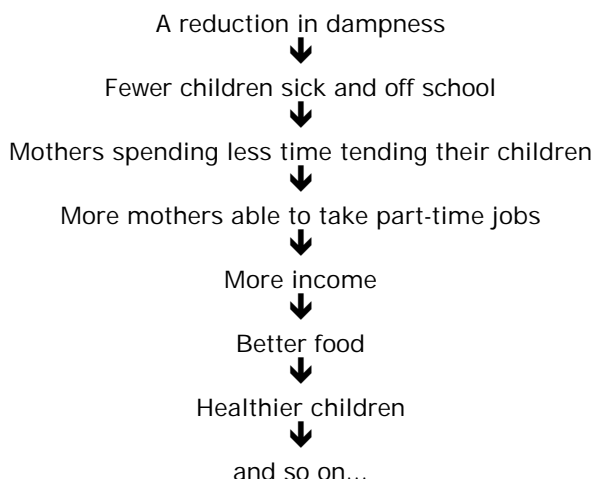 A reduction in dampness
Fewer children sick and off school
Mothers spending less time tending their children
More mothers able to take part-time jobs
More income
Better food
Healthier children
and so on...